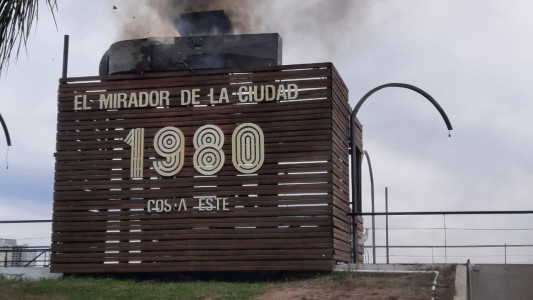 EL MIRADOR DE LA CIUDAD
1980
COS A ESTE